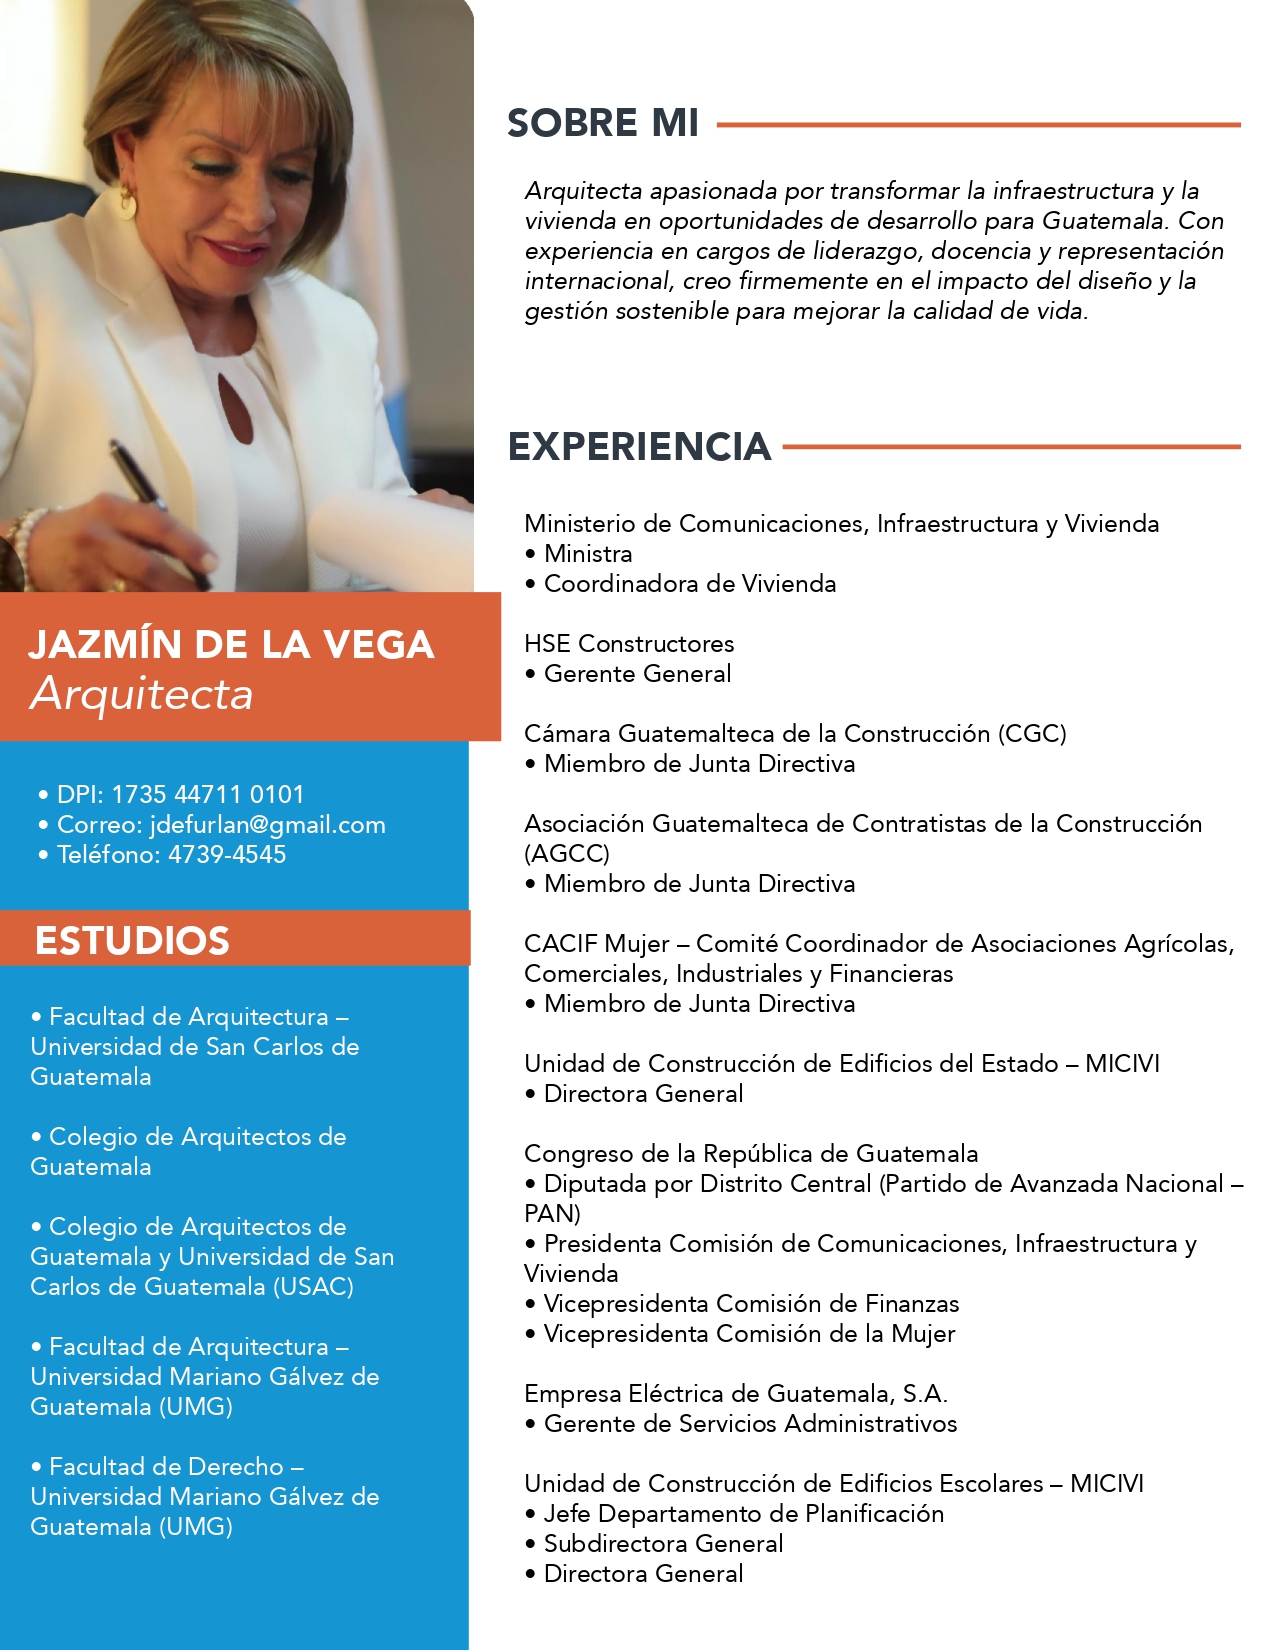 SOBRE MI
Arquitecta apasionada por transformar la infraestructura y la
vivienda en oportunidades de desarrollo para Guatemala. Con
experiencia en cargos de liderazgo, docencia y representación
internacional, creo firmemente en el impacto del diseño y la
gestión sostenible para mejorar la calidad de vida.
EXPERIENCIA
Ministerio de Comunicaciones, Infraestructura y Vivienda
• Ministra
• Coordinadora de Vivienda
HSE Constructores
• Gerente General
Cámara Guatemalteca de la Construcción (CGC)
• Miembro de Junta Directiva
Asociación Guatemalteca de Contratistas de la Construcción
(AGCC)
• Miembro de Junta Directiva
CACIF Mujer – Comité Coordinador de Asociaciones Agrícolas,
Comerciales, Industriales y Financieras
• Miembro de Junta Directiva
Unidad de Construcción de Edificios del Estado – MICIVI
• Directora General
Congreso de la República de Guatemala
• Diputada por Distrito Central (Partido de Avanzada Nacional –
PAN)
• Presidenta Comisión de Comunicaciones, Infraestructura y
Vivienda
• Vicepresidenta Comisión de Finanzas
• Vicepresidenta Comisión de la Mujer
Empresa Eléctrica de Guatemala, S.A.
• Gerente de Servicios Administrativos
Unidad de Construcción de Edificios Escolares – MICIVI
• Jefe Departamento de Planificación
• Subdirectora General
• Directora General
JAZMÍN DE LA VEGA
Arquitecta
• DPI: 1735 44711 0101
• Correo: jdefurlan@gmail.com
• Teléfono: 4739-4545
ESTUDIOS
• Facultad de Arquitectura –
Universidad de San Carlos de
Guatemala
• Colegio de Arquitectos de
Guatemala
• Colegio de Arquitectos de
Guatemala y Universidad de San
Carlos de Guatemala (USAC)
• Facultad de Arquitectura –
Universidad Mariano Gálvez de
Guatemala (UMG)
• Facultad de Derecho –
Universidad Mariano Gálvez de
Guatemala (UMG)